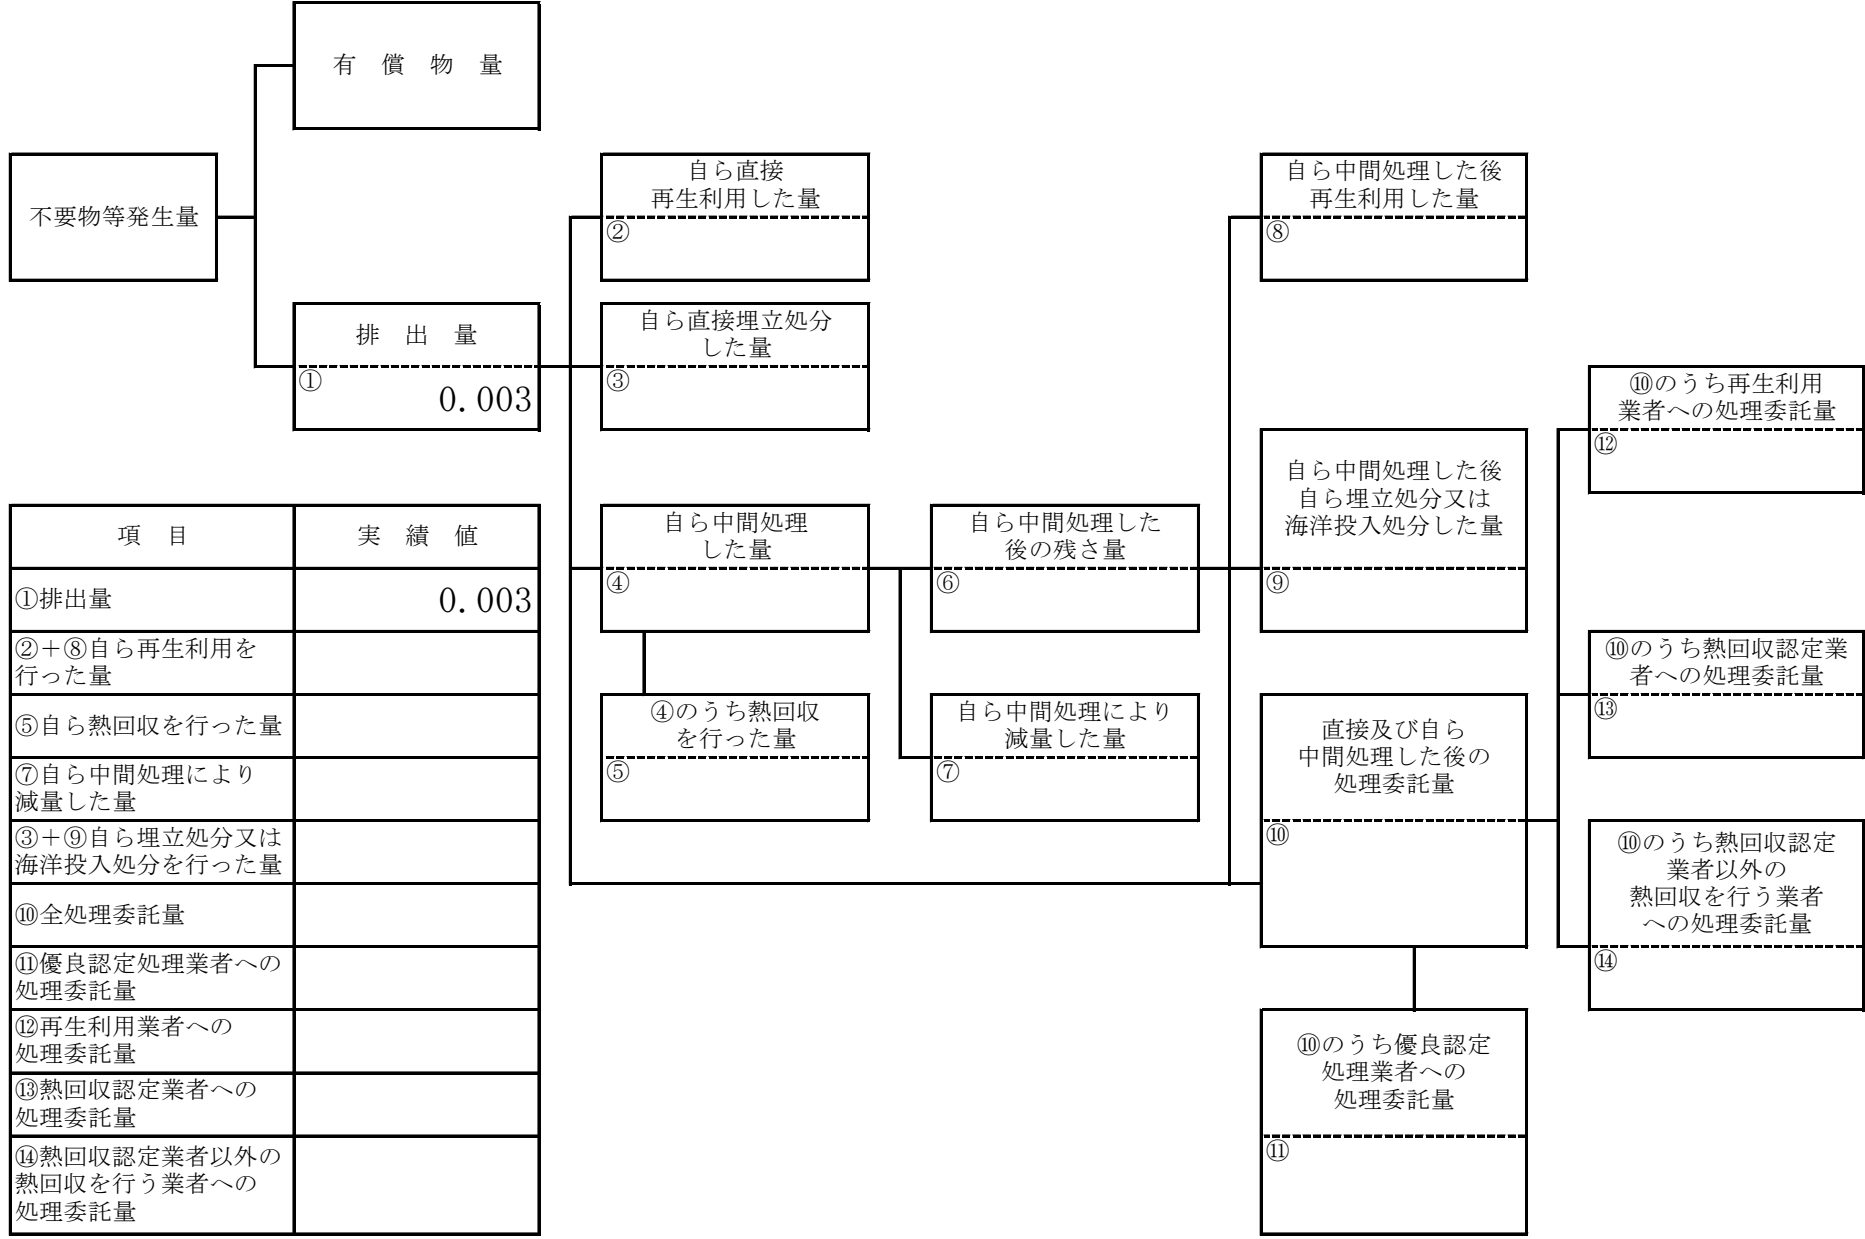 有　償　物　量
不要物等発生量
排　出　量
①
0.003
自ら直接
再生利用した量
②
自ら直接埋立処分
した量
③
自ら中間処理
した量
④
④のうち熱回収
を行った量
⑤
自ら中間処理した
後の残さ量
⑥
自ら中間処理により
減量した量
⑦
自ら中間処理した後
再生利用した量
⑧
自ら中間処理した後
自ら埋立処分又は
海洋投入処分した量
⑨
直接及び自ら
中間処理した後の
処理委託量
⑩
⑩のうち優良認定
処理業者への
処理委託量
⑪
⑩のうち再生利用
業者への処理委託量
⑫
⑩のうち熱回収認定業
者への処理委託量
⑬
⑩のうち熱回収認定
業者以外の
熱回収を行う業者
への処理委託量
⑭
項　目　実　績　値
①排出量　0.003
②＋⑧自ら再生利用を
行った量
⑤自ら熱回収を行った量
⑦自ら中間処理により
減量した量
③＋⑨自ら埋立処分又は
海洋投入処分を行った量
⑩全処理委託量
⑪優良認定処理業者への
処理委託量
⑫再生利用業者への
処理委託量
⑬熱回収認定業者への
処理委託量
⑭熱回収認定業者以外の
熱回収を行う業者への
処理委託量